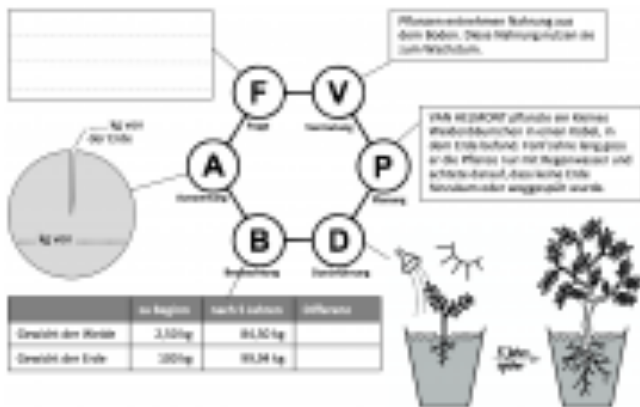 Pflanzen entnehmen Nahrung aus
dem Boden. Diese Nahrung nutzen sie
zum Wachstum.
F
Frage
V
Vermutung
VAN HELMONT pflanzte ein kleines
Weidenbäumchen in einen Kübel, in
dem Erde befand. Fünf Jahre lang goss
er die Pflanze nur mit Regenwasser und
achtete darauf, dass keine Erde
hinzukam oder weggespült wurde.
kg von
der Erde
A
Auswertung
P
Planung
kg von
B
Beobachtung
D
Durchführung
zu Beginn
nach 5 Jahren
Differenz
Gewicht der Weide
2,50 kg
84,50 kg
Gewicht der Erde
100 kg
99,94 kg
5 Jahre
später